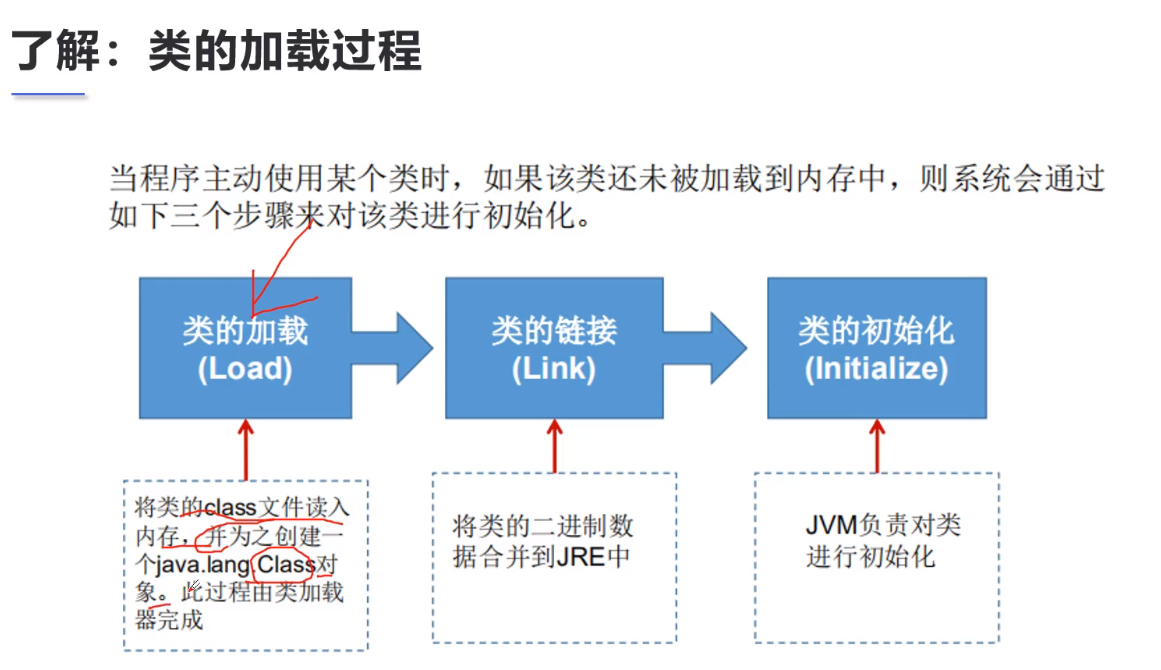 了解：类的加载过程
当程序主动使用某个类时，如果该类还未被加载到内存中，则系统会通过
如下三个步骤来对该类进行初始化。
类的加载
(Load)
类的链接
(Link)
类的初始化
(Initialize)
将类的class文件读入
内存，并为之创建一
个java.lang.Class对
象。此过程由类加载
器完成
将类的二进制数
据合并到JRE中
JVM负责对类
进行初始化